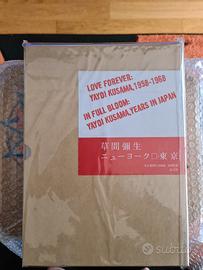 LOVE FOREVER:
YAYOI KUSAMA, 1958-1968
IN FULL BLOOM:
YAYOI KUSAMA, YEARS IN JAPAN
草間彌生
ニューヨーク□東京
subito